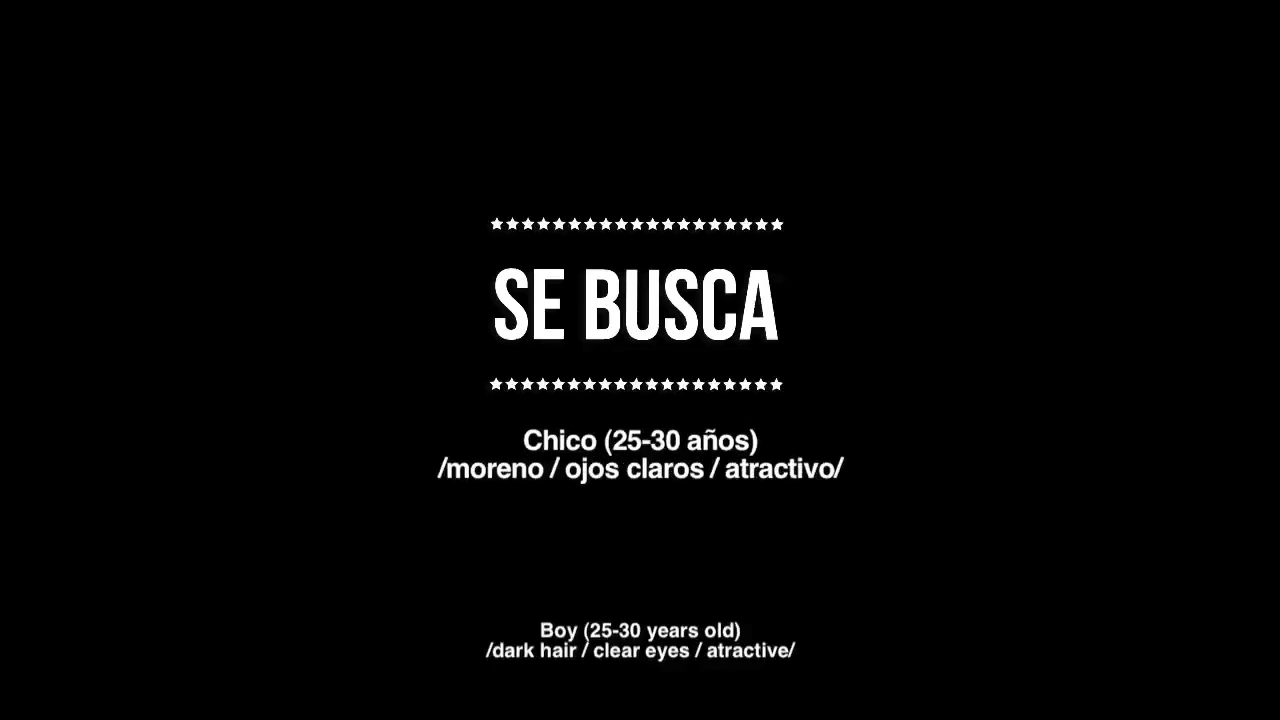 SE BUSCA
Chico (25-30 años)
/moreno / ojos claros / atractivo/
Boy (25-30 years old)
/dark hair / clear eyes / atractive/